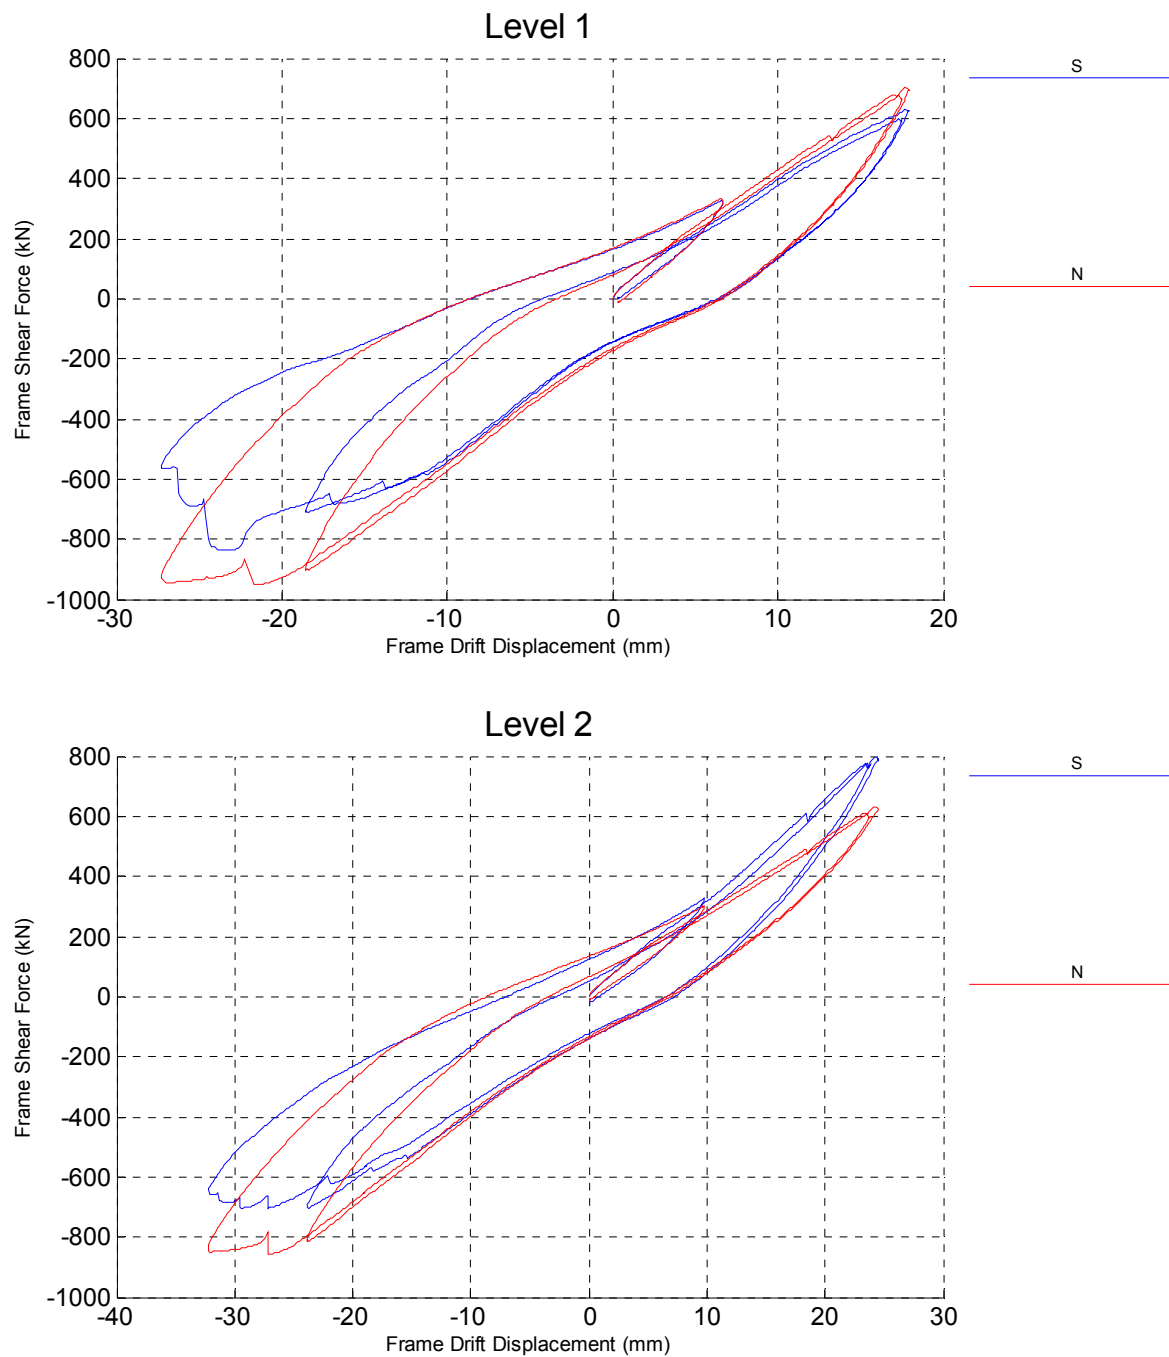 Level 1
800
600
400
200
0
-200
-400
-600
-800
-1000
-30 -20 -10 0 10 20
Frame Drift Displacement (mm)
Frame Shear Force (kN)
S
N
Level 2
800
600
400
200
0
-200
-400
-600
-800
-1000
-40 -30 -20 -10 0 10 20 30
Frame Drift Displacement (mm)
Frame Shear Force (kN)
S
N